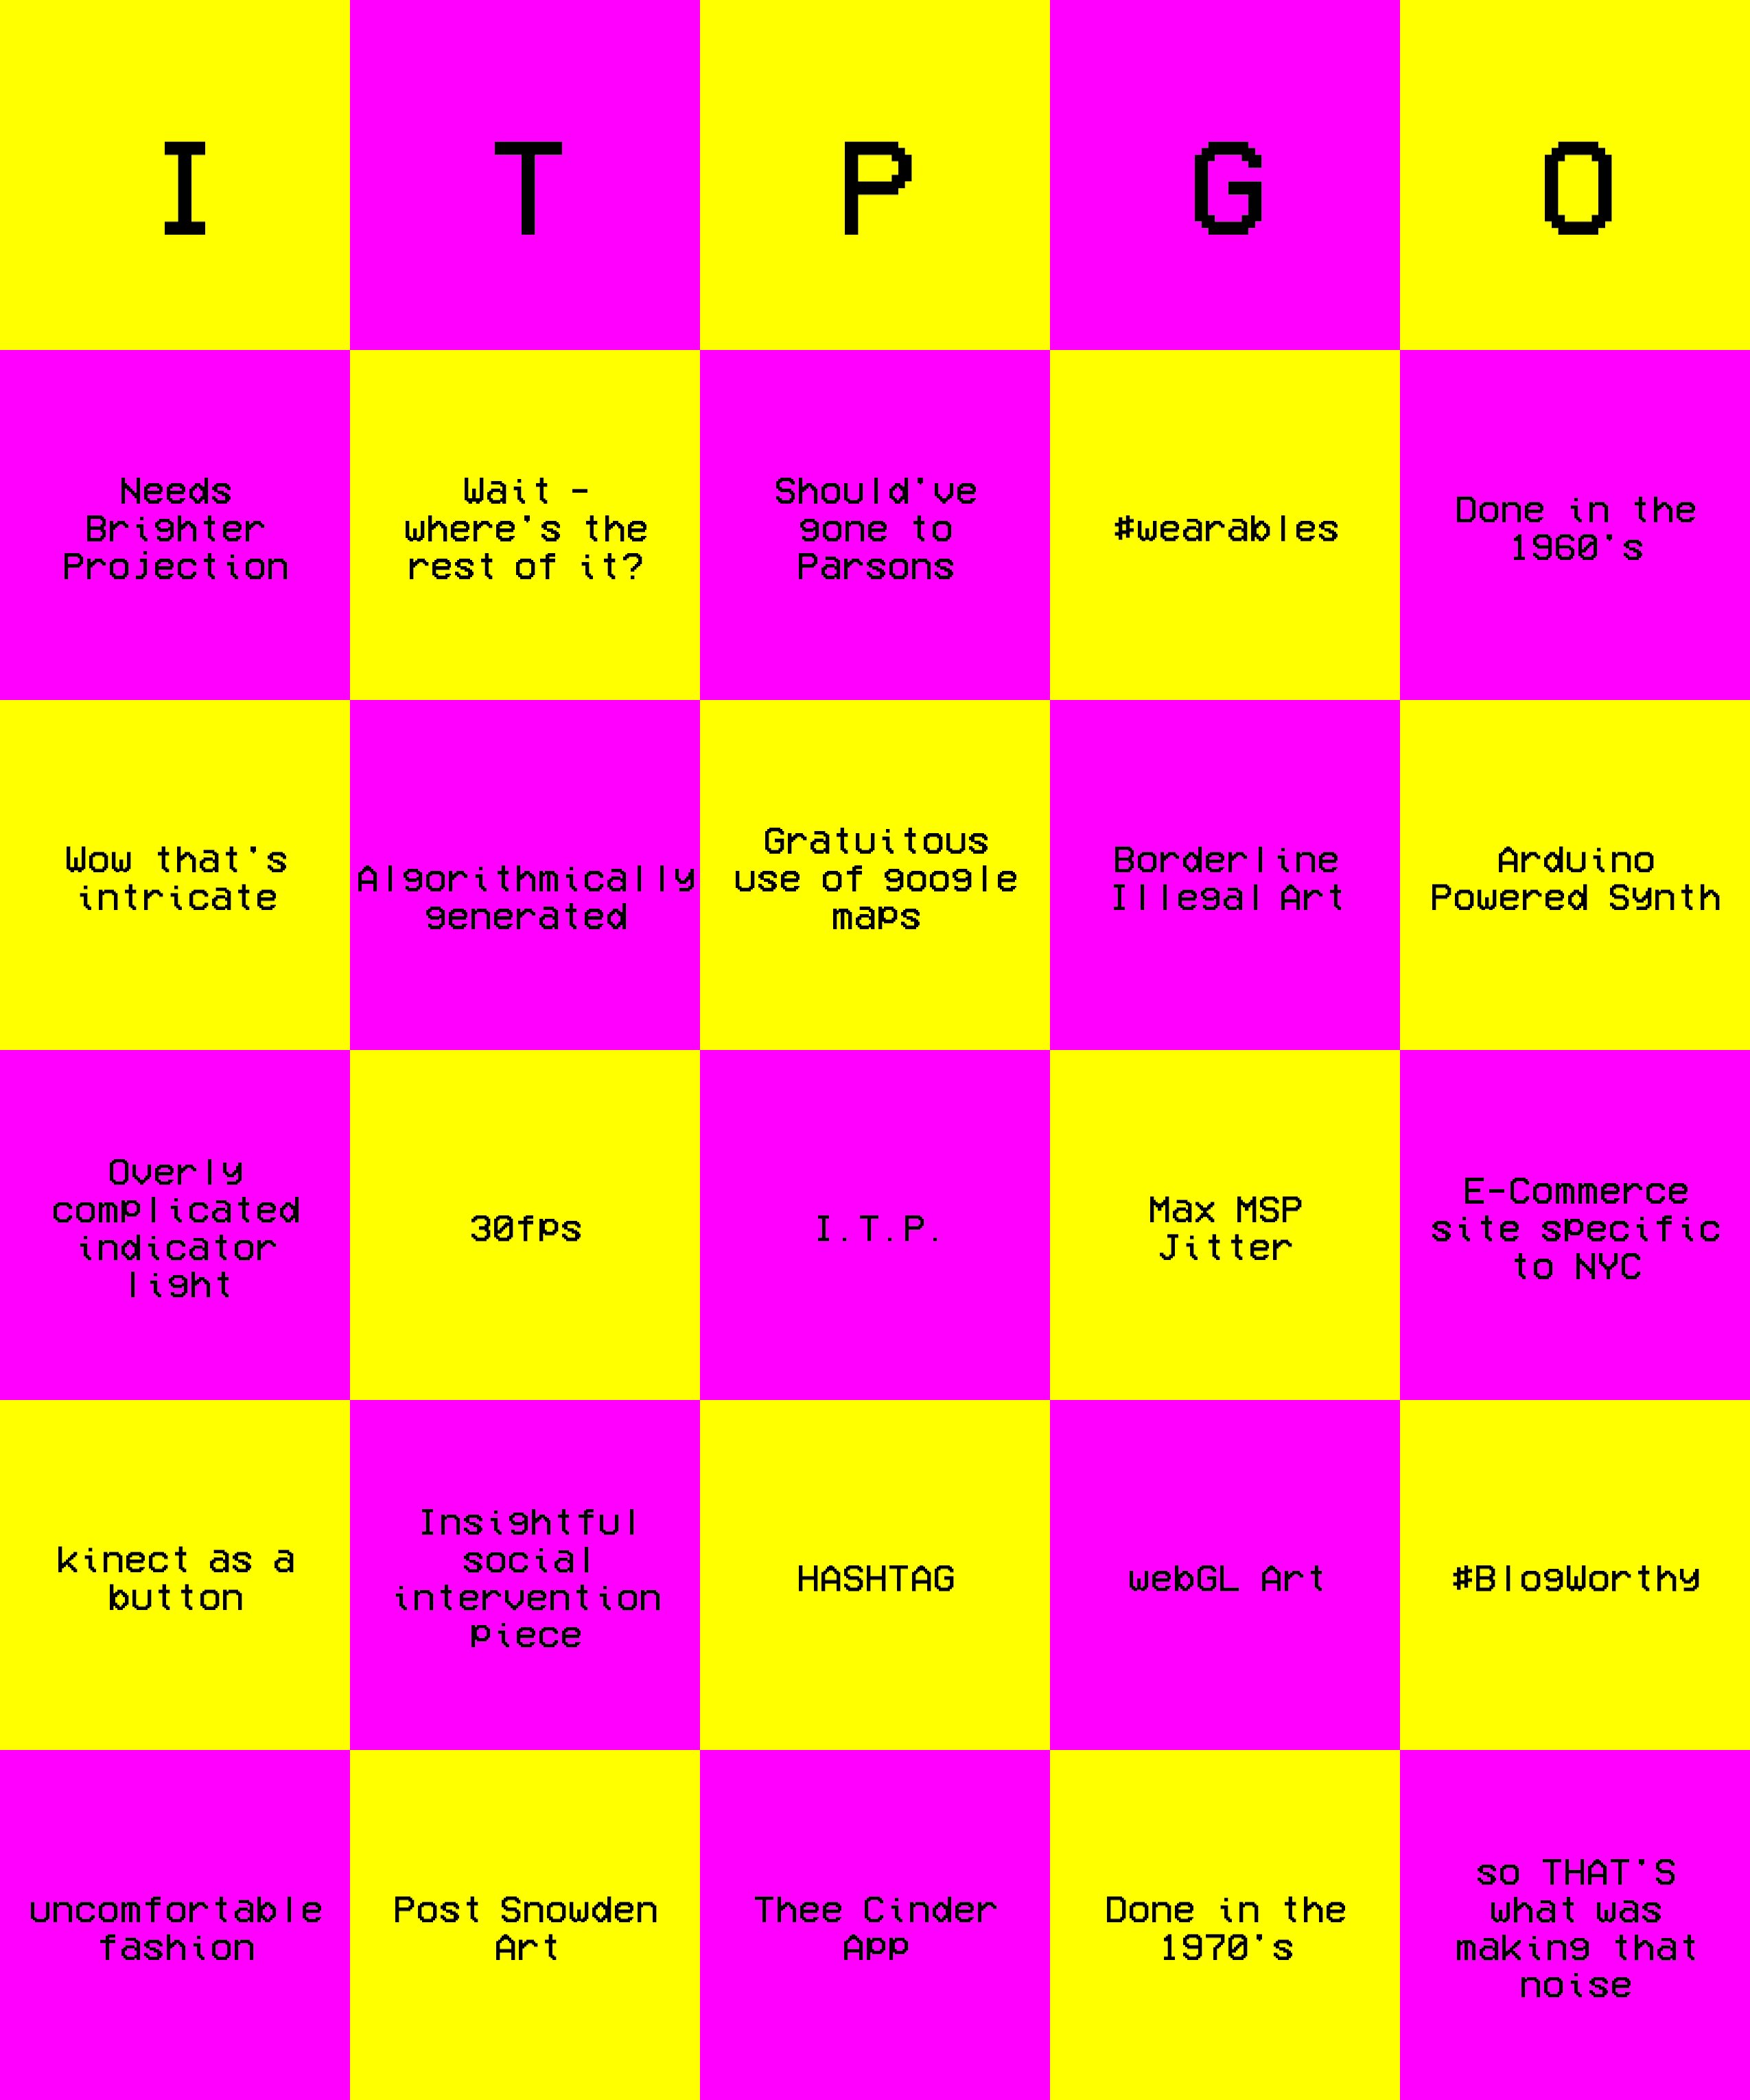 I T P G O
Needs
Brighter
Projection
Wait -
where's the
rest of it?
Should've
gone to
Parsons
#wearables
Done in the
1960's
Wow that's
intricate
Algorithmically
generated
Gratuitous
use of google
maps
Borderline
Illegal Art
Arduino
Powered Synth
Overly
complicated
indicator
light
30fps
I.T.P.
Max MSP
Jitter
E-Commerce
site specific
to NYC
kinect as a
button
Insightful
social
intervention
piece
HASHTAG
webGL Art
#BlogWorthy
uncomfortable
fashion
Post Snowden
Art
Thee Cinder
App
Done in the
1970's
so THAT'S
what was
making that
noise